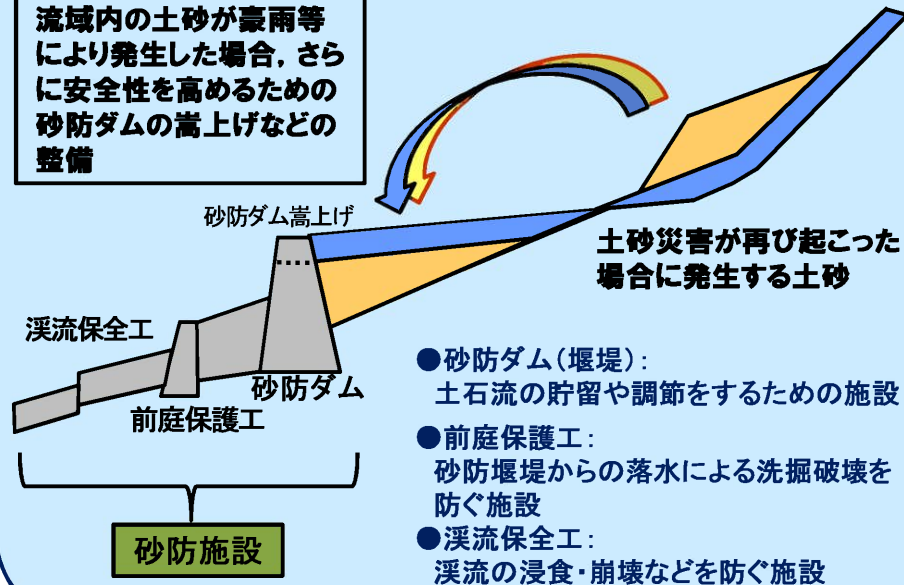 流域内の土砂が豪雨等
により発生した場合，さら
に安全性を高めるための
砂防ダムの嵩上げなどの
整備
砂防ダム嵩上げ
土砂災害が再び起こった
場合に発生する土砂
渓流保全工
砂防ダム
前庭保護工
砂防施設
●砂防ダム（堰堤）：
土石流の貯留や調節をするための施設
●前庭保護工：
砂防堰堤からの落水による洗掘破壊を
防ぐ施設
●渓流保全工：
渓流の浸食・崩壊などを防ぐ施設